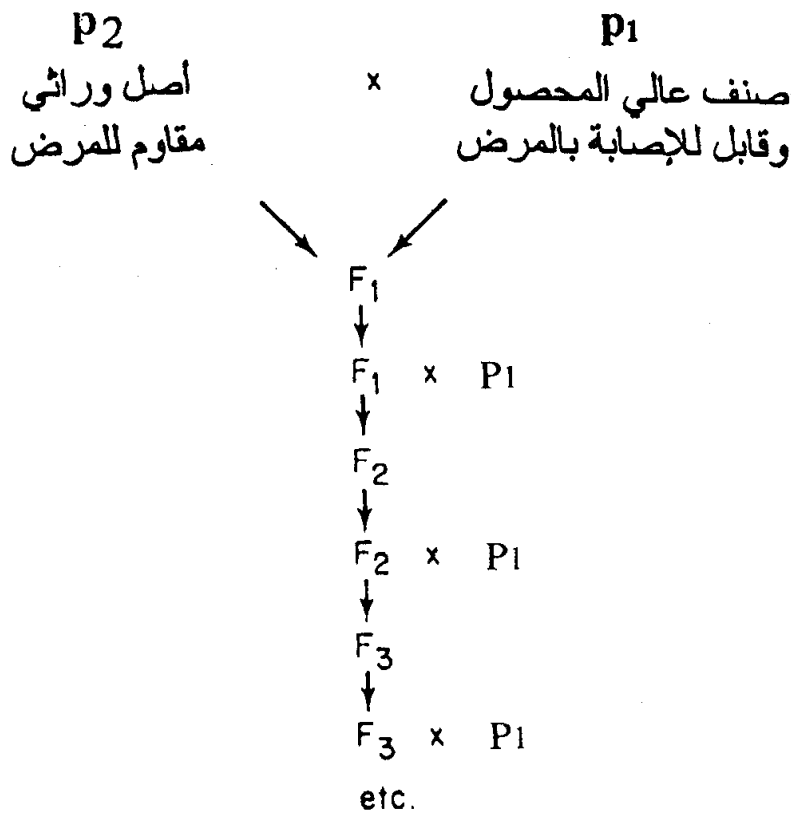 p1
صنف عالي المحصول
وقابل للإصابة بالمرض
x
p2
أصل وراثي
مقاوم للمرض
F1
F1 x P1
F2
F2 x P1
F3
F3 x P1
etc.